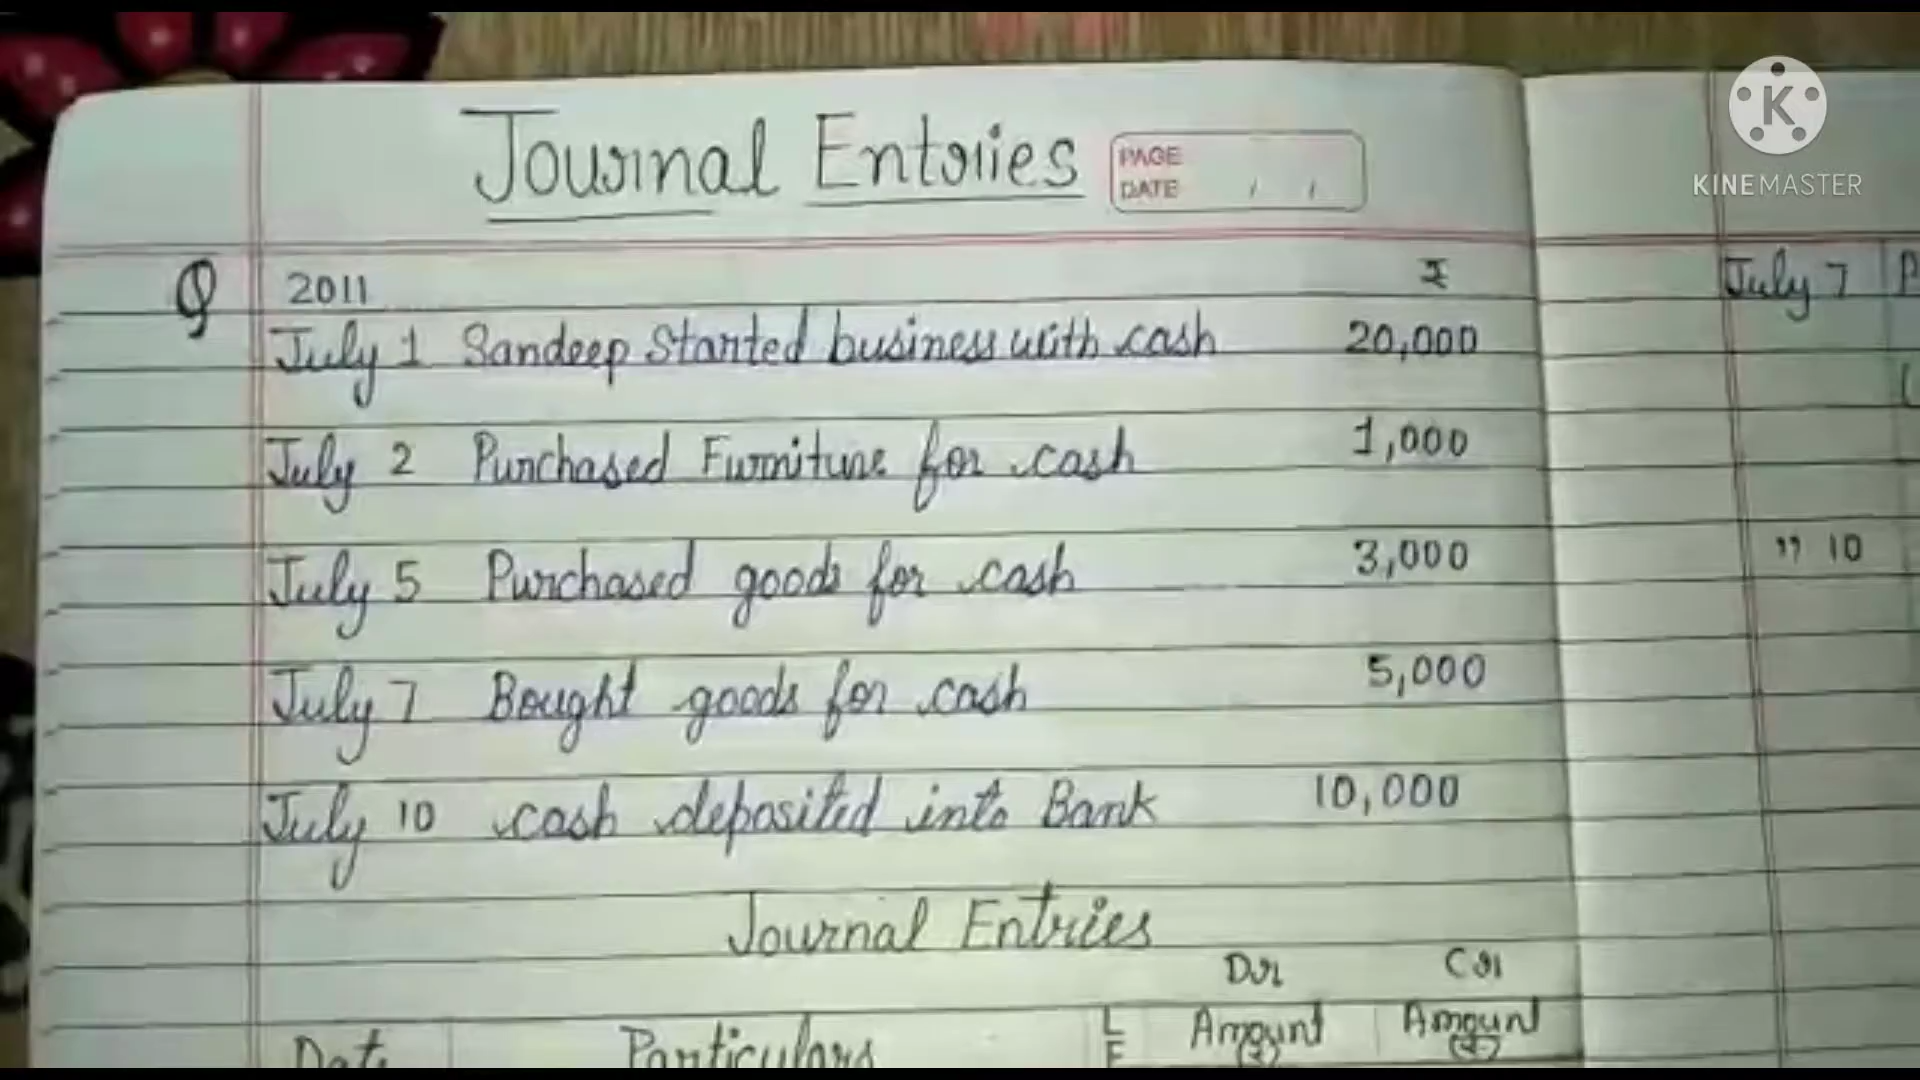 Journal Entries
PAGE
DATE / /
KINEMASTER
Q 2011 ₹
July 1 Sandeep Started business with cash 20,000
July 2 Purchased Furniture for cash 1,000
July 5 Purchased goods for cash 3,000
July 7 Bought goods for cash 5,000
July 10 cash deposited into Bank 10,000
Journal Entries
Dr Cr
Date Particulars L F Amount (₹) Amount (₹)
July 7 P
" 10